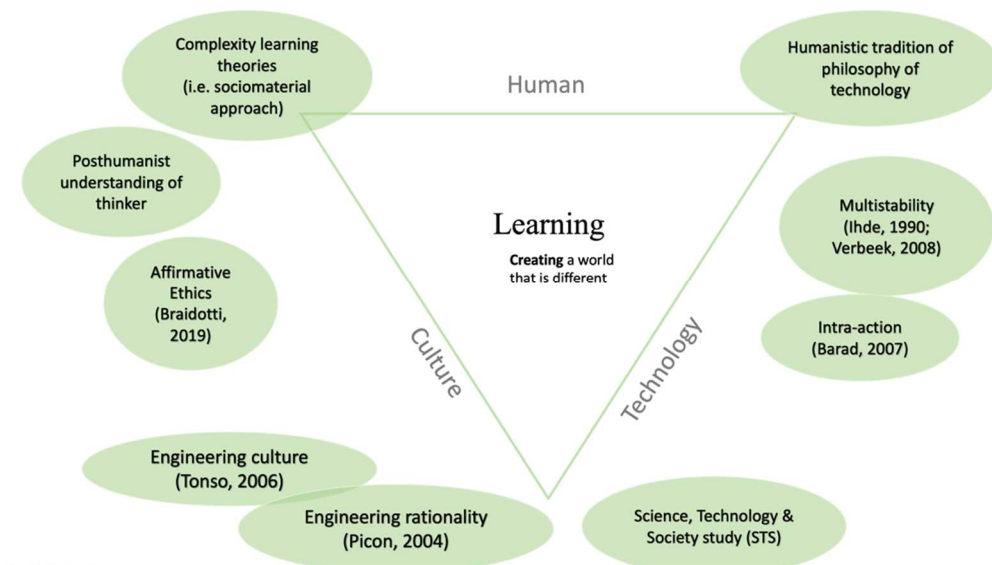 Complexity learning
theories
(i.e. sociomaterial
approach)
Human
Humanistic tradition of
philosophy of
technology
Posthumanist
understanding of
thinker
Multistability
(Ihde, 1990;
Verbeek, 2008)
Learning
Creating a world
that is different
Affirmative
Ethics
(Braidotti,
2019)
Intra-action
(Barad, 2007)
Culture
Technology
Engineering culture
(Tonso, 2006)
Engineering rationality
(Picon, 2004)
Science, Technology &
Society study (STS)